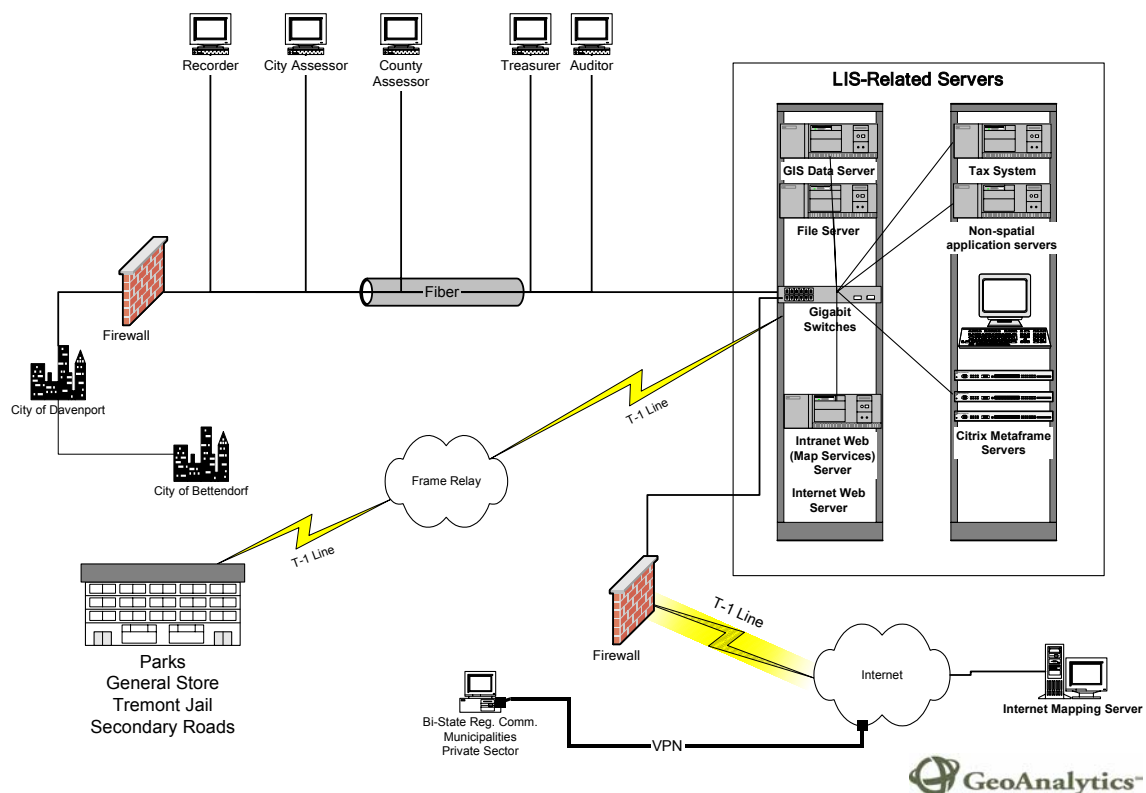 Recorder
City Assessor
County
Assessor
Treasurer
Auditor
LIS-Related Servers
GIS Data Server
Tax System
File Server
Non-spatial
application servers
Fiber
Gigabit
Switches
Firewall
City of Davenport
T-1 Line
Intranet Web
(Map Services)
Server
Citrix Metaframe
Servers
Frame Relay
City of Bettendorf
Internet Web
Server
T-1 Line
Parks
General Store
Tremont Jail
Secondary Roads
T-1 Line
Firewall
Internet
Bi-State Reg. Comm.
Municipalities
Private Sector
VPN
Internet Mapping Server
GeoAnalytics